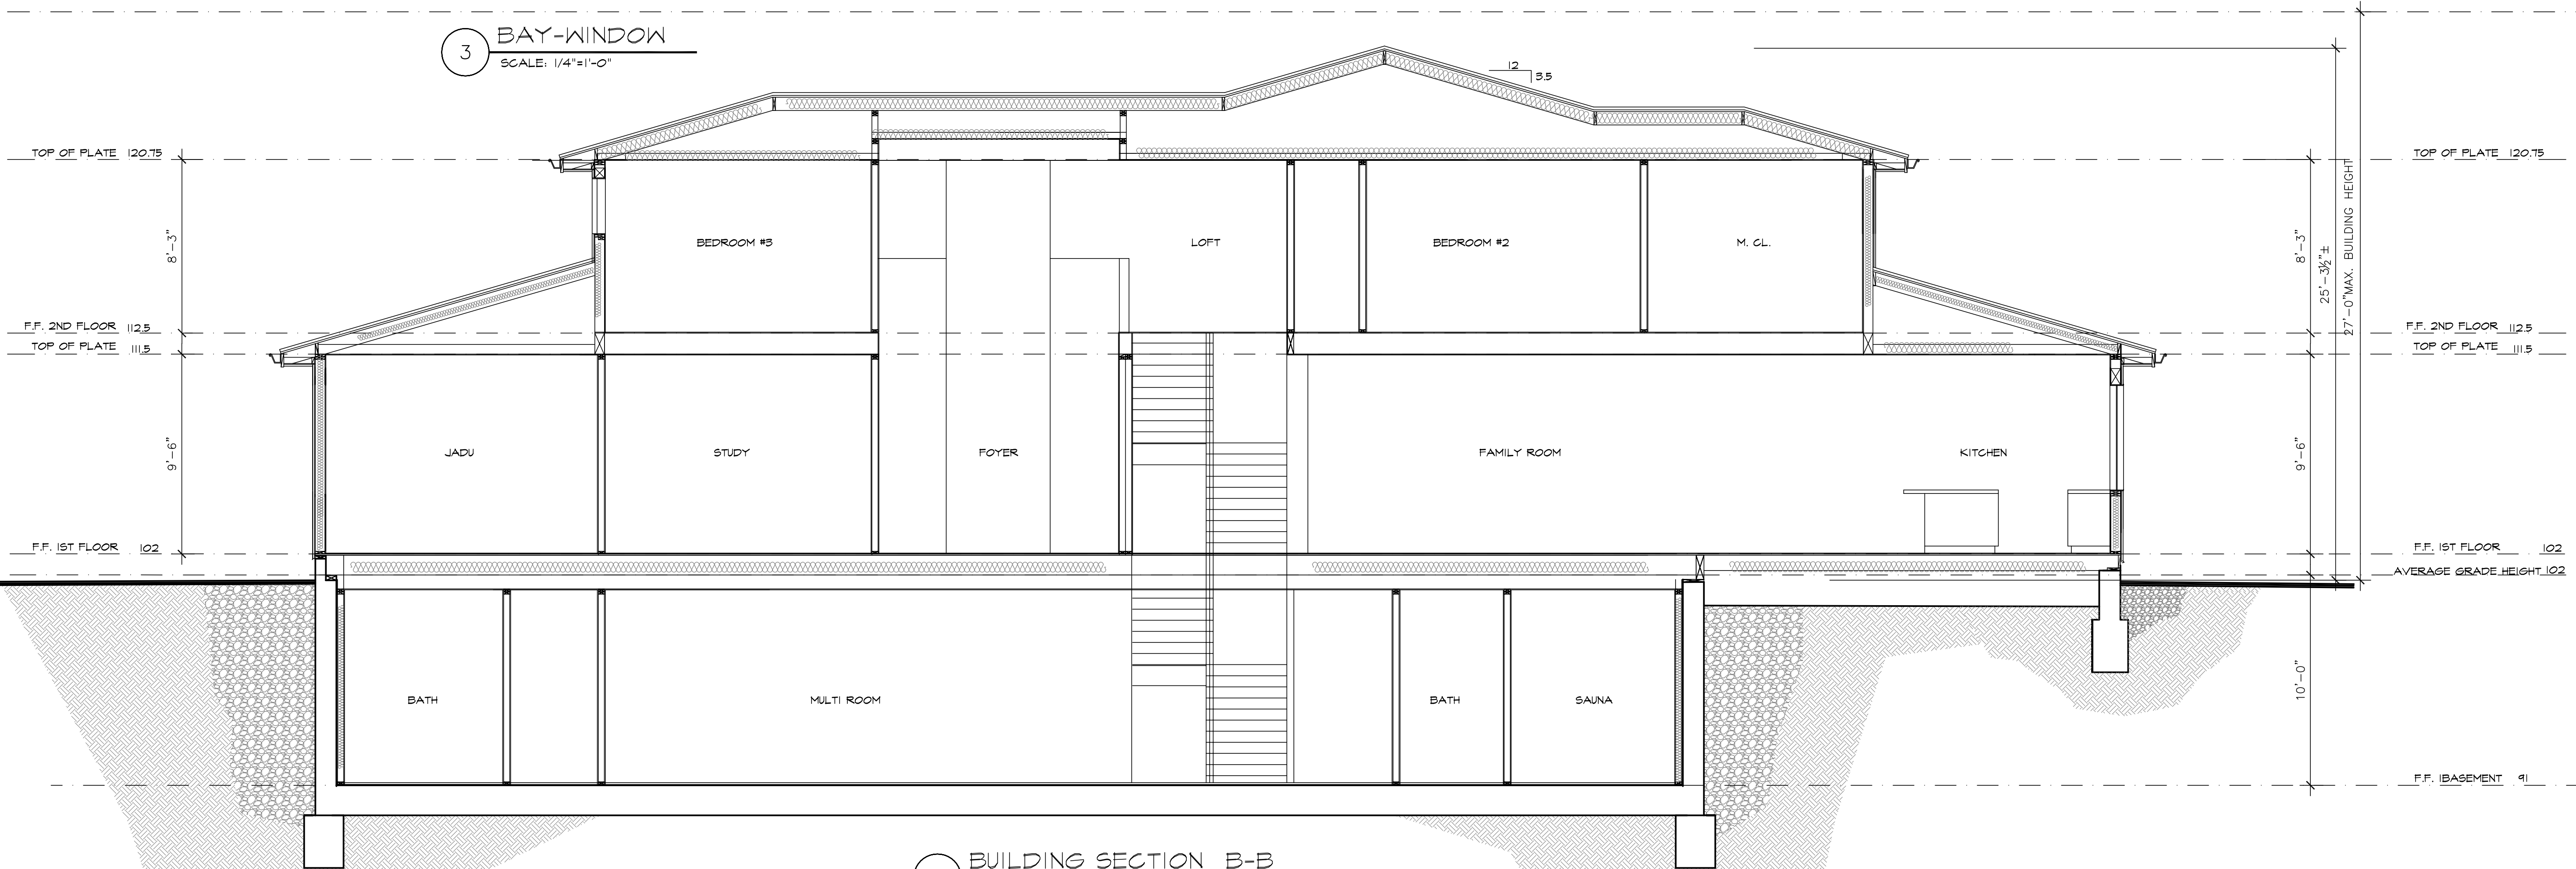 3
BAY-WINDOW
SCALE: 1/4"=1'-0"
12
3.5
TOP OF PLATE 120.75
TOP OF PLATE 120.75
8'-3"
BEDROOM #3
LOFT
BEDROOM #2
M. CL.
8'-3"
25'-3½"±
27'-0"MAX. BUILDING HEIGHT
F.F. 2ND FLOOR 112.5
F.F. 2ND FLOOR 112.5
TOP OF PLATE 111.5
TOP OF PLATE 111.5
9'-6"
JADU
STUDY
FOYER
FAMILY ROOM
KITCHEN
9'-6"
F.F. 1ST FLOOR 102
F.F. 1ST FLOOR 102
AVERAGE GRADE HEIGHT 102
BATH
MULTI ROOM
BATH
SAUNA
10'-0"
F.F. 1BASEMENT 91
BUILDING SECTION B-B